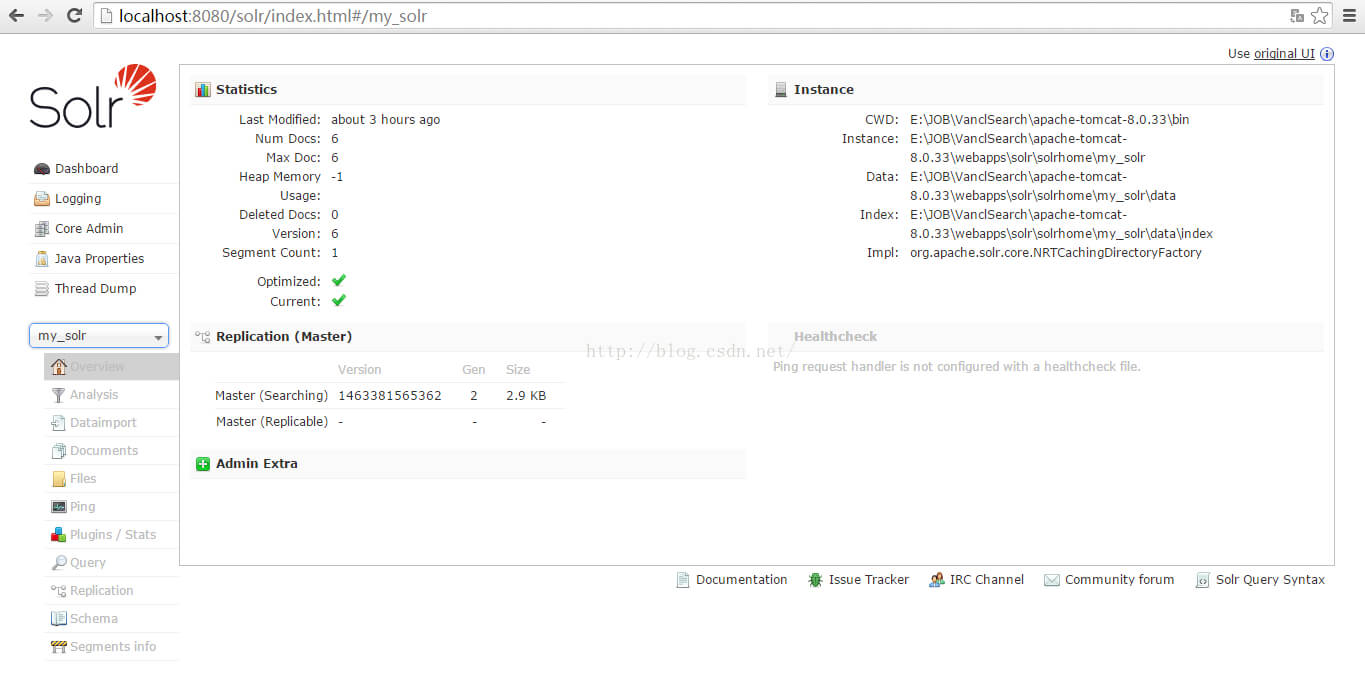 localhost:8080/solr/index.html#/my_solr
Use original UI
Solr
Dashboard
Logging
Core Admin
Java Properties
Thread Dump
my_solr
Overview
Analysis
Dataimport
Documents
Files
Ping
Plugins / Stats
Query
Replication
Schema
Segments info
Statistics
Last Modified: about 3 hours ago
Num Docs: 6
Max Doc: 6
Heap Memory -1
Usage:
Deleted Docs: 0
Version: 6
Segment Count: 1
Optimized:
Current:
Instance
CWD: E:\JOB\VanclSearch\apache-tomcat-8.0.33\bin
Instance: E:\JOB\VanclSearch\apache-tomcat-
8.0.33\webapps\solr\solrhome\my_solr
Data: E:\JOB\VanclSearch\apache-tomcat-
8.0.33\webapps\solr\solrhome\my_solr\data
Index: E:\JOB\VanclSearch\apache-tomcat-
8.0.33\webapps\solr\solrhome\my_solr\data\index
Impl: org.apache.solr.core.NRTCachingDirectoryFactory
Replication (Master)
Version Gen Size
Master (Searching) 1463381565362 2 2.9 KB
Master (Replicable) - - -
Healthcheck
Ping request handler is not configured with a healthcheck file.
http://blog.csdn.net/
Admin Extra
Documentation Issue Tracker IRC Channel Community forum Solr Query Syntax